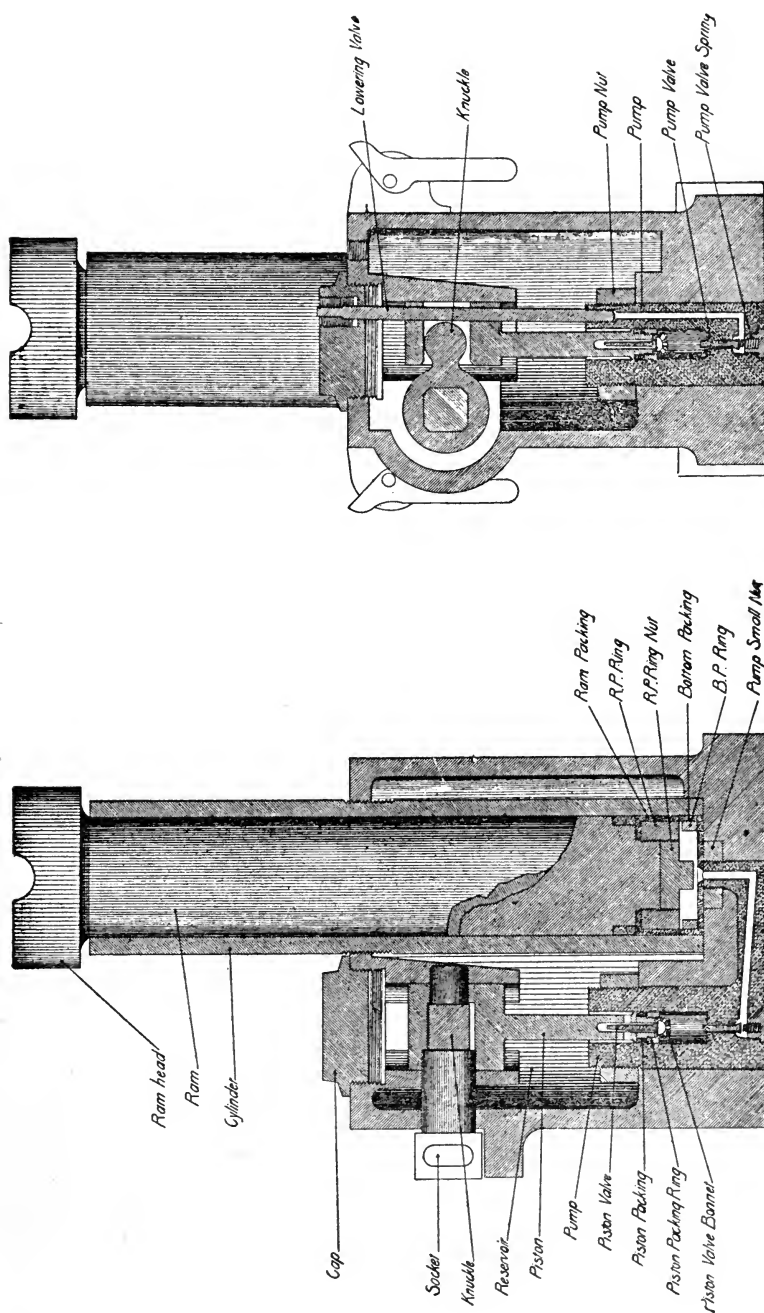 Lowering Valve
Knuckle
Pump Nut
Pump
Pump Valve
Pump Valve Spring
Ram Packing
R.P. Ring
R.P. Ring Nut
Bottom Packing
B.P. Ring
Pump Small Nut
Ram head
Ram
Cylinder
Cap
Socket
Knuckle
Reservoir
Piston
Pump
Piston Valve
Piston Packing
Piston Packing Ring
Piston Valve Bonnet